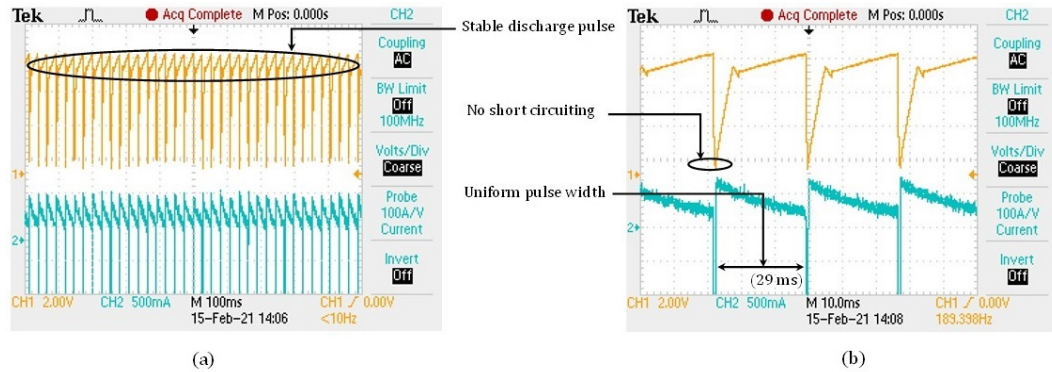 Tek
Acq Complete
M Pos: 0.000s
CH2
Coupling
AC
BW Limit
Off
100MHz
Volts/Div
Coarse
Probe
100A/V
Current
Invert
Off
1
2
CH1 2.00V
CH2 500mA
M 100ms
CH1 / 0.00V
15-Feb-21 14:06
<10Hz
(a)
Stable discharge pulse
No short circuiting
Uniform pulse width
Tek
Acq Complete
M Pos: 0.000s
CH2
Coupling
AC
BW Limit
Off
100MHz
Volts/Div
Coarse
Probe
100A/V
Current
Invert
Off
1
2
(29 ms)
CH1 2.00V
CH2 500mA
M 10.0ms
CH1 / 0.00V
15-Feb-21 14:08
189.398Hz
(b)